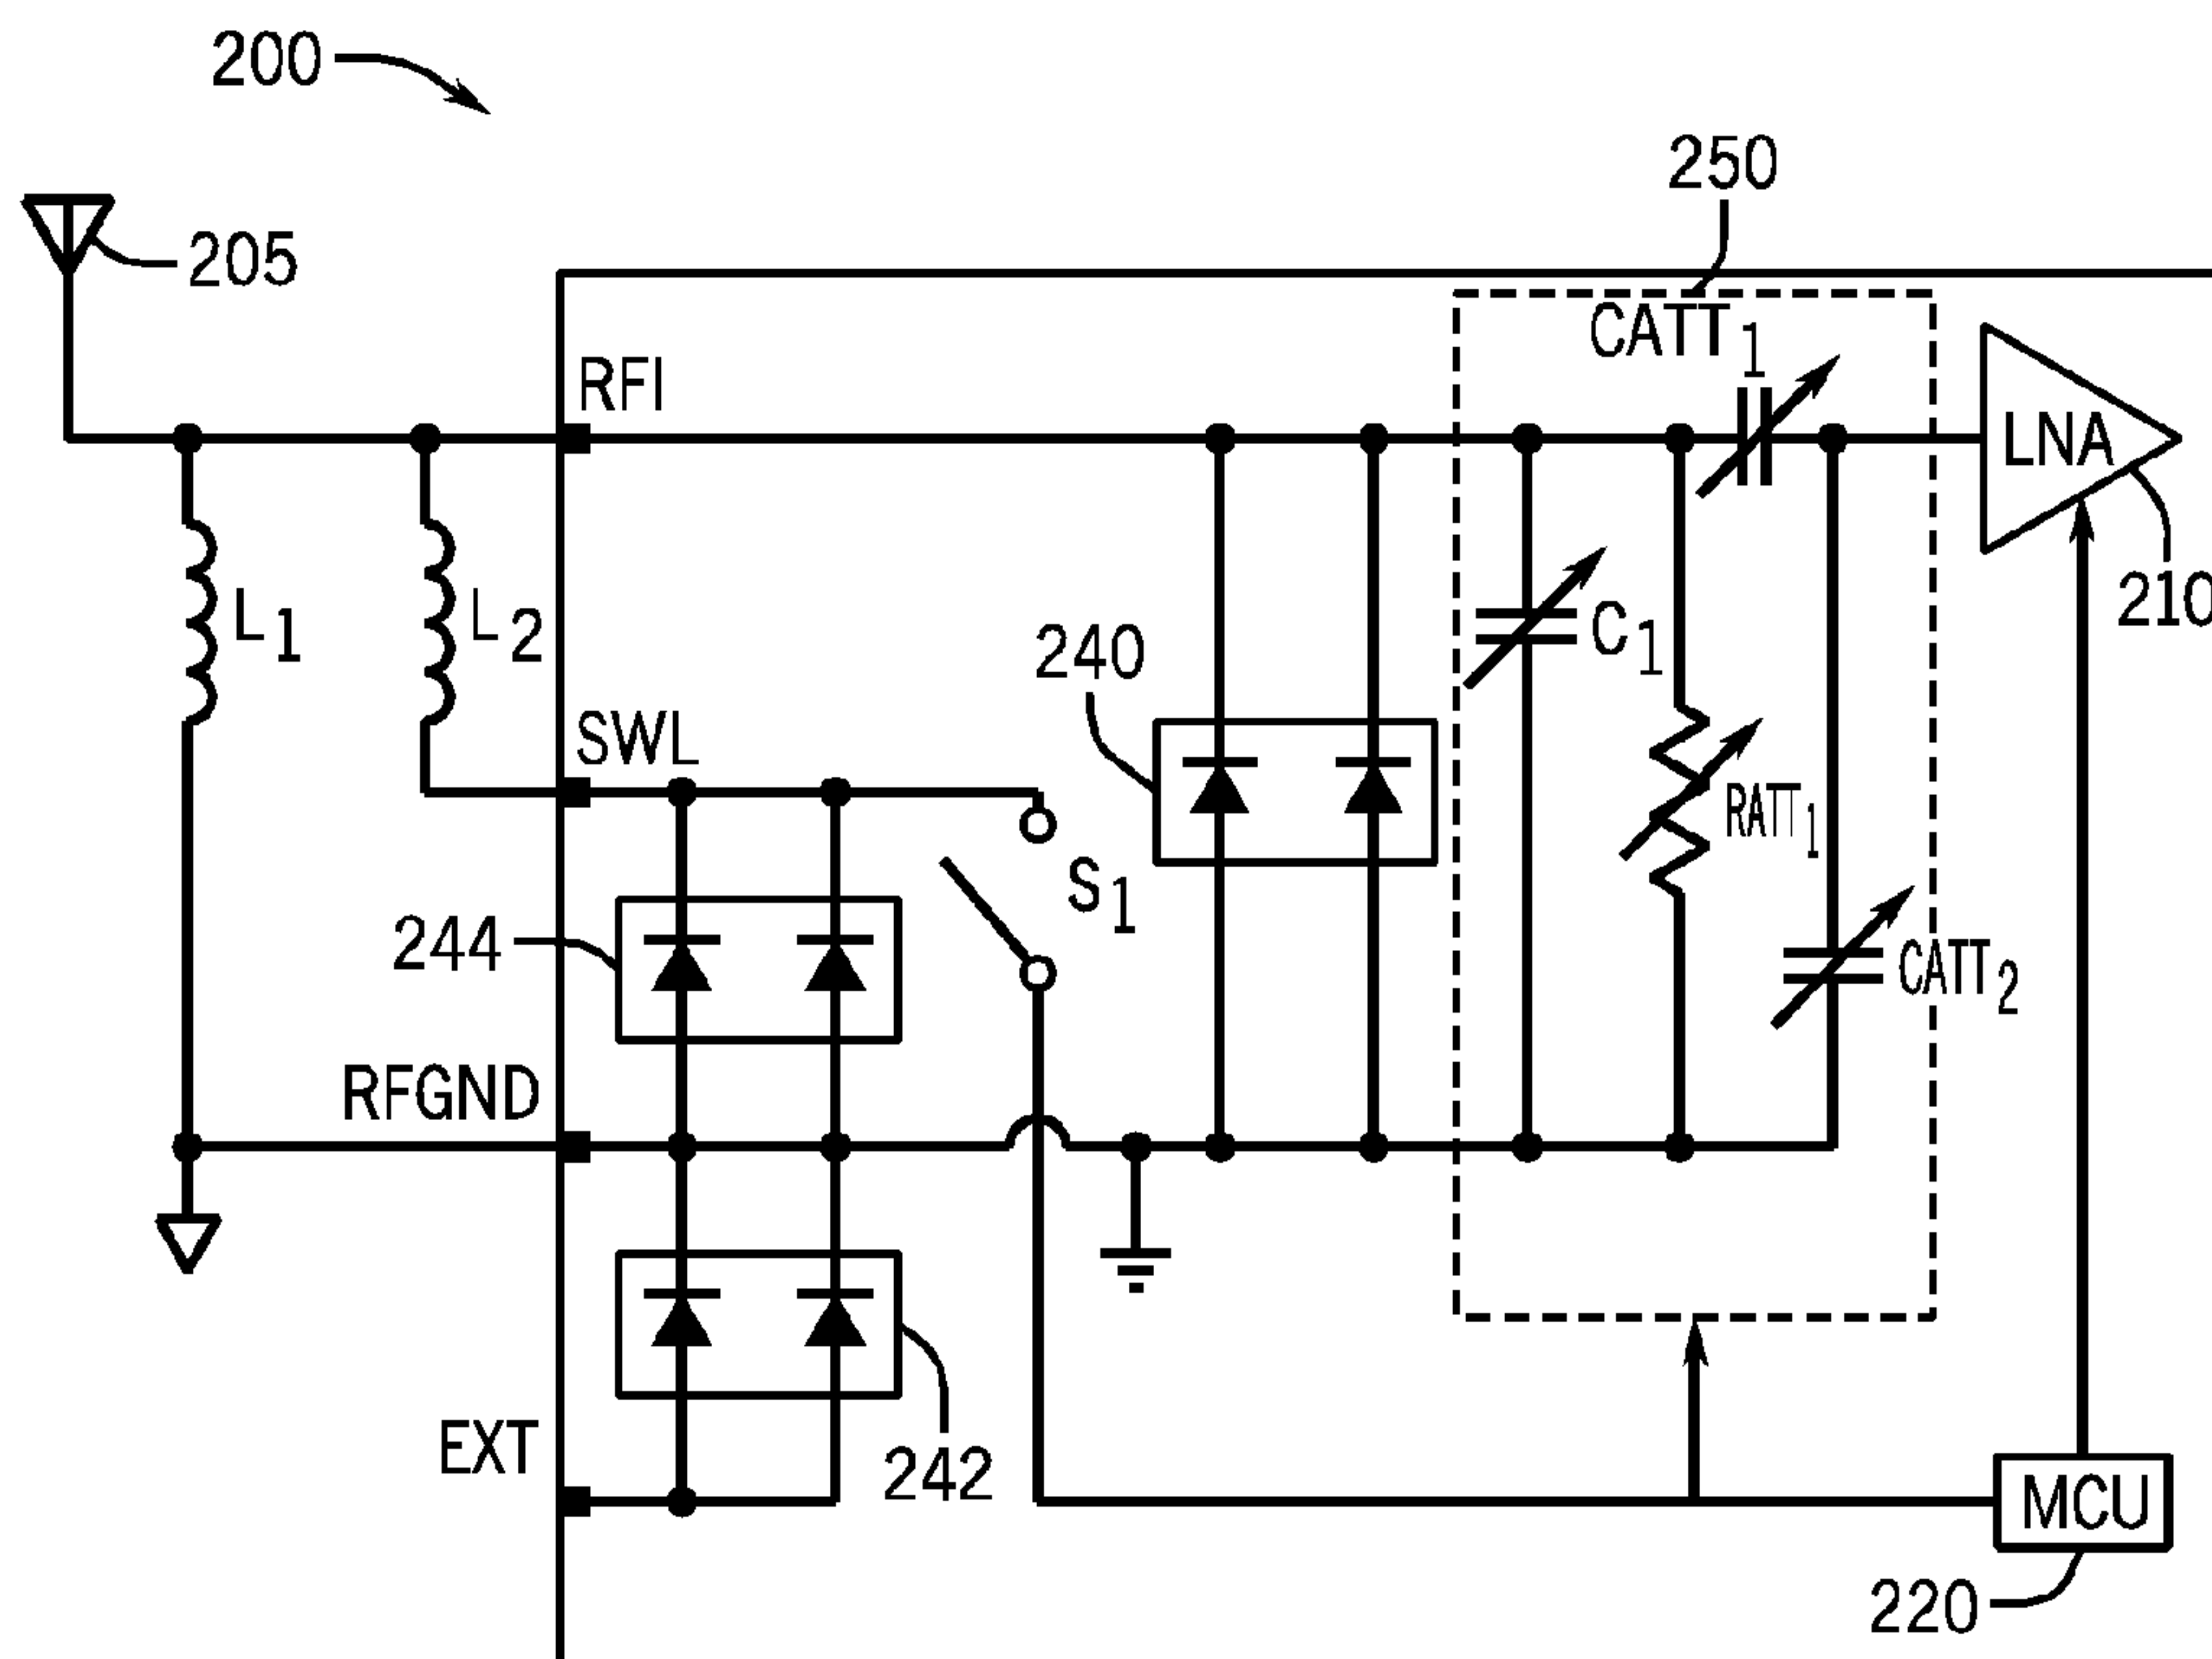 200
250
205
CATT1
RFI
LNA
L1
L2
C1
210
240
SWL
RATT1
S1
244
CATT2
RFGND
EXT
242
MCU
220